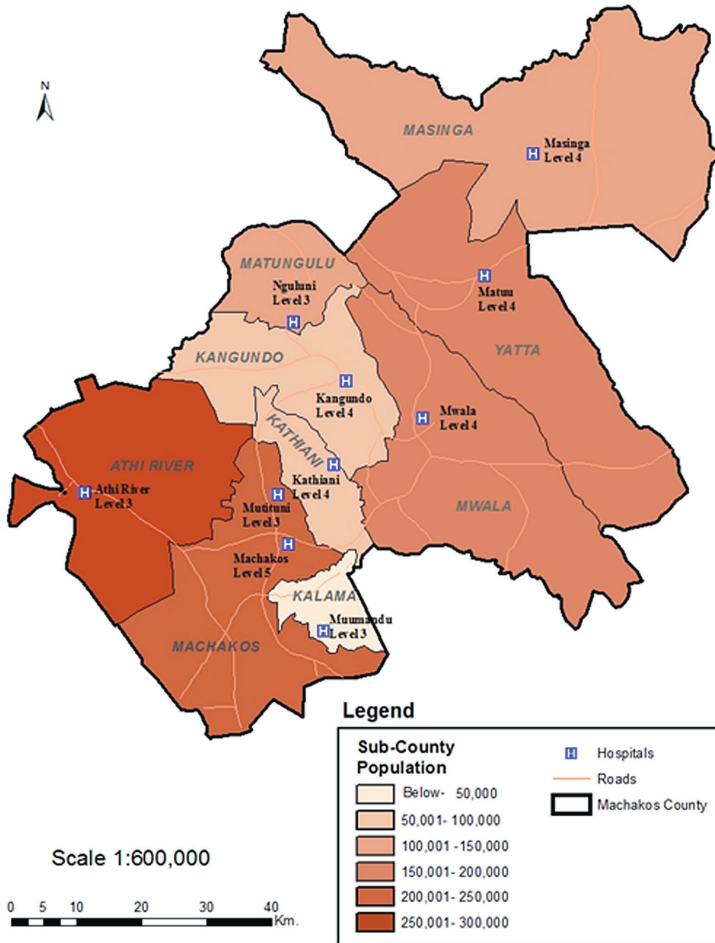 N
MASINGA
Masinga
Level 4
MATUNGULU
Nguluni
Level 3
Matuu
Level 4
KANGUNDO
YATTA
Kangundo
Level 4
Mwala
Level 4
KATHIANI
ATHI RIVER
Athi River
Level 3
Kathiani
Level 4
Mutituni
Level 3
MWALA
Machakos
Level 5
KALAMA
Muumandu
Level 3
MACHAKOS
Legend
Sub-County
Population
Below- 50,000
50,001- 100,000
100,001 -150,000
150,001- 200,000
200,001- 250,000
250,001- 300,000
H Hospitals
Roads
Machakos County
Scale 1:600,000
0 5 10 20 30 40
Km.